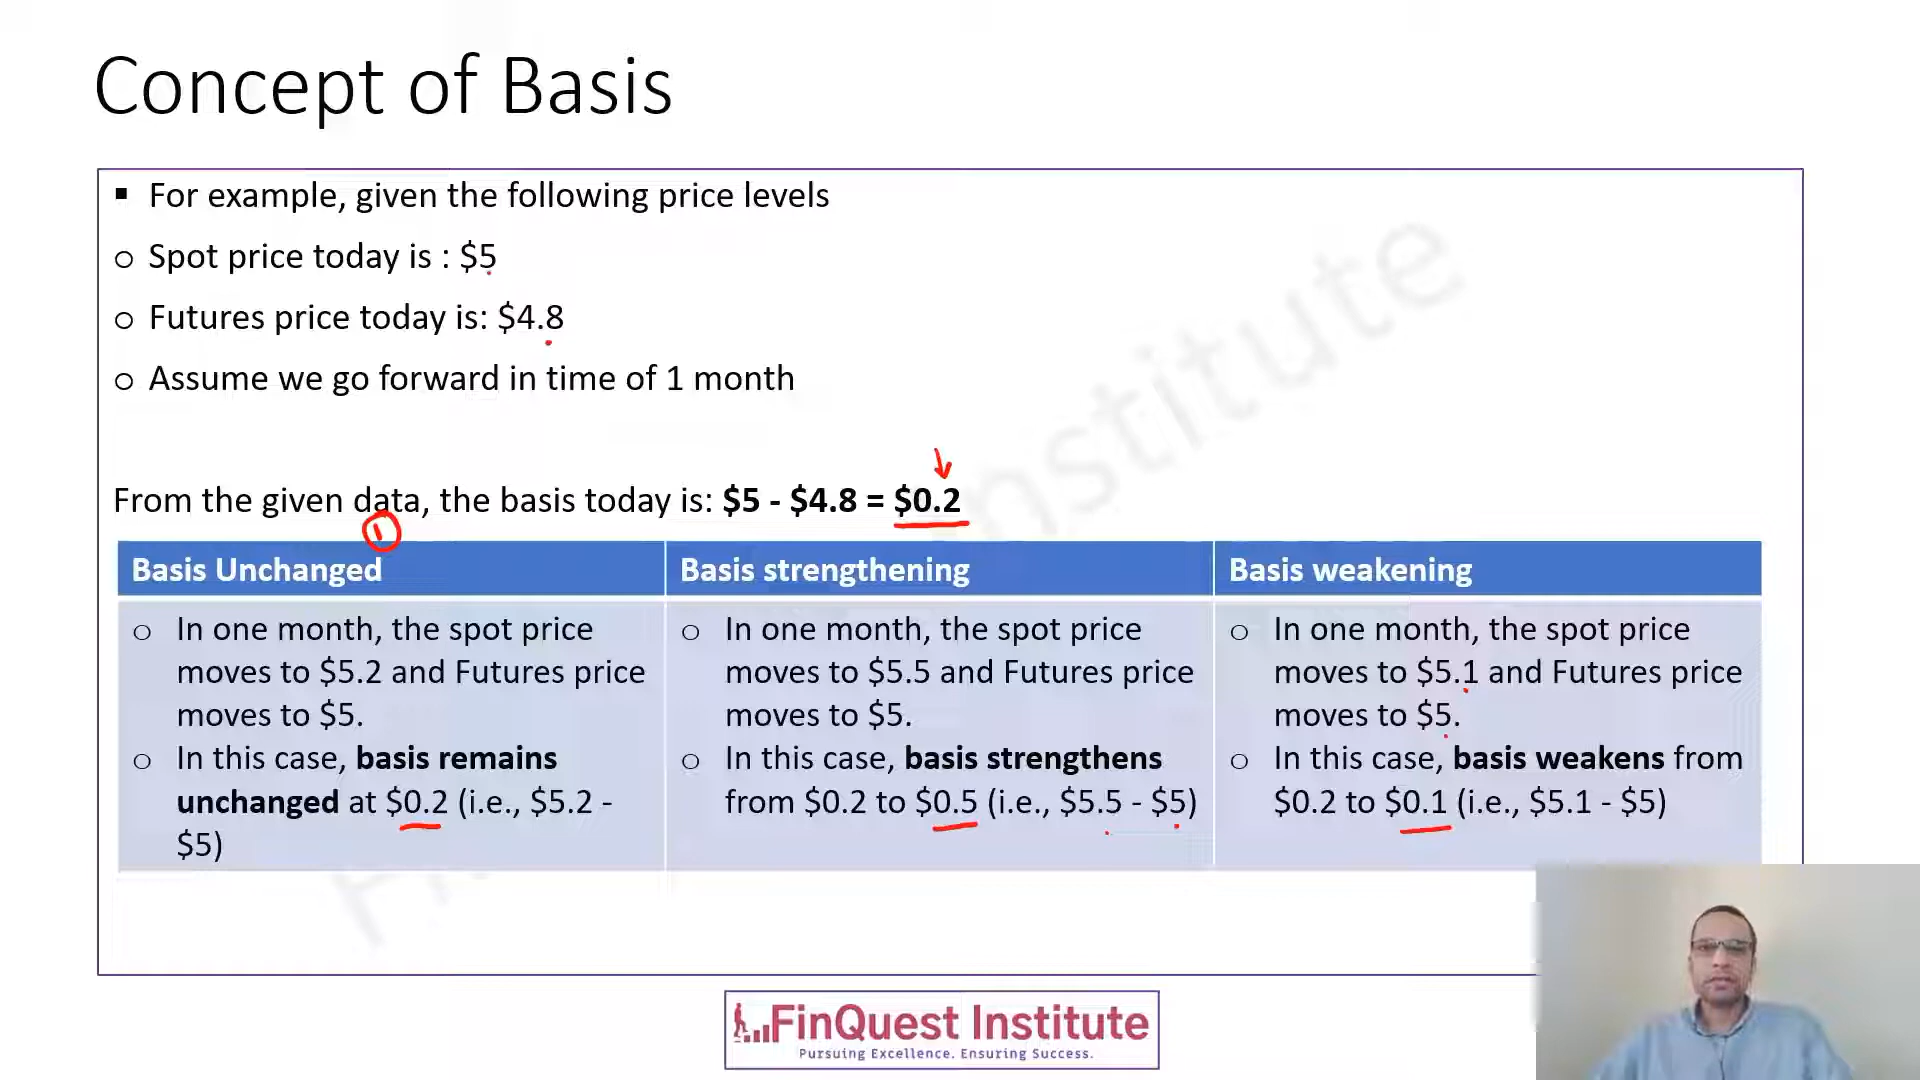 Concept of Basis
▪ For example, given the following price levels
o Spot price today is : $5
o Futures price today is: $4.8
o Assume we go forward in time of 1 month
From the given data, the basis today is: $5 - $4.8 = $0.2
1
Basis Unchanged
o In one month, the spot price
moves to $5.2 and Futures price
moves to $5.
o In this case, basis remains
unchanged at $0.2 (i.e., $5.2 -
$5)
Basis strengthening
o In one month, the spot price
moves to $5.5 and Futures price
moves to $5.
o In this case, basis strengthens
from $0.2 to $0.5 (i.e., $5.5 - $5)
Basis weakening
o In one month, the spot price
moves to $5.1 and Futures price
moves to $5.
o In this case, basis weakens from
$0.2 to $0.1 (i.e., $5.1 - $5)
FinQuest Institute
Pursuing Excellence. Ensuring Success.